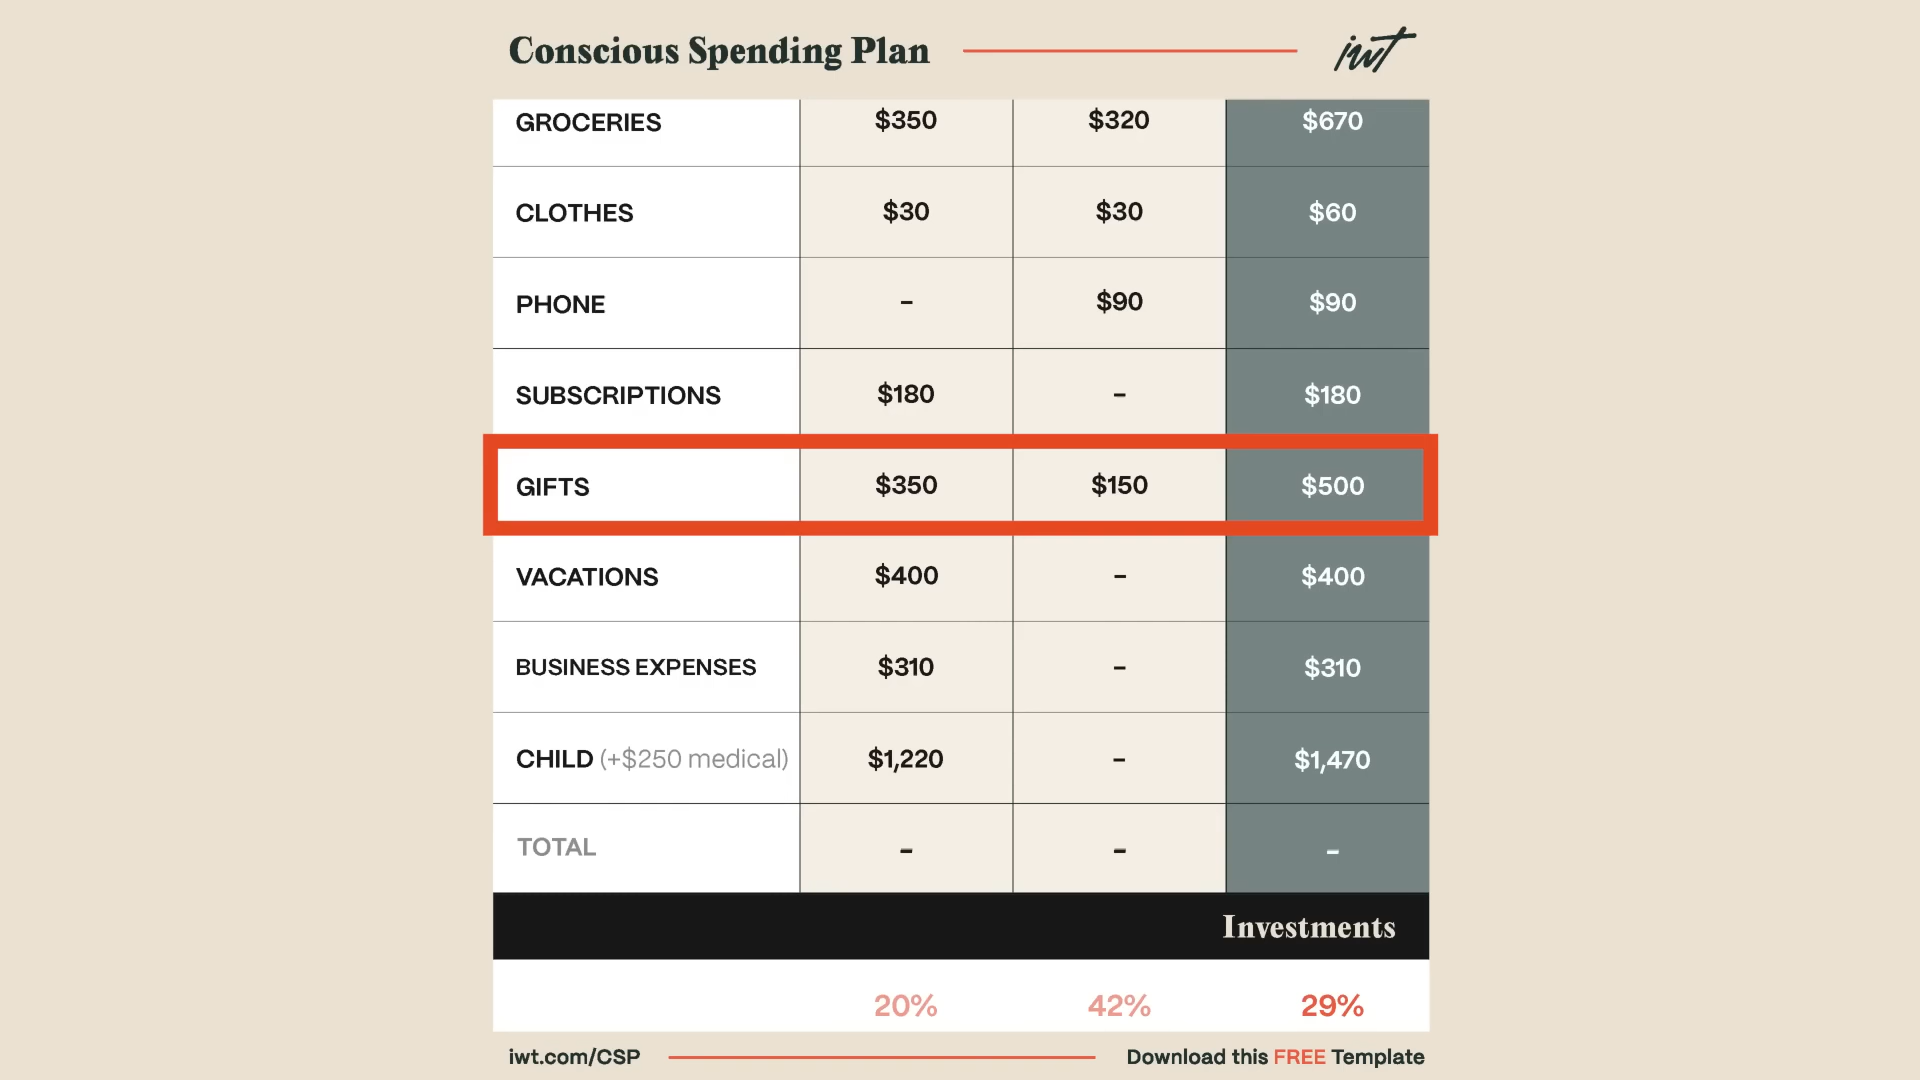 Conscious Spending Plan iwt
GROCERIES $350 $320 $670
CLOTHES $30 $30 $60
PHONE – $90 $90
SUBSCRIPTIONS $180 – $180
GIFTS $350 $150 $500
VACATIONS $400 – $400
BUSINESS EXPENSES $310 – $310
CHILD (+$250 medical) $1,220 – $1,470
TOTAL – – –
Investments
20% 42% 29%
iwt.com/CSP Download this FREE Template